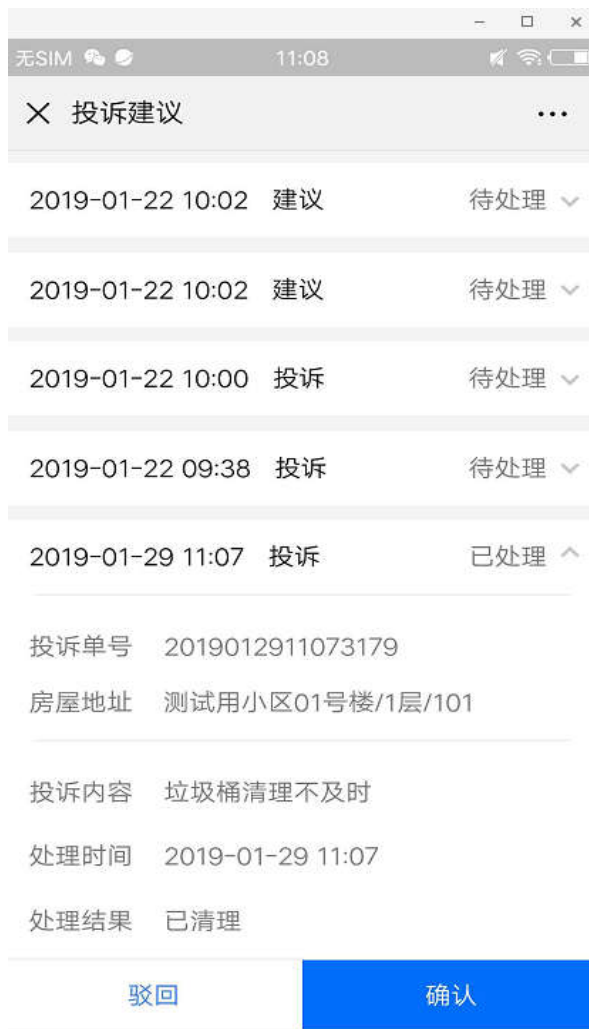 无SIM 11:08
投诉建议
2019-01-22 10:02 建议 待处理
2019-01-22 10:02 建议 待处理
2019-01-22 10:00 投诉 待处理
2019-01-22 09:38 投诉 待处理
2019-01-29 11:07 投诉 已处理
投诉单号 2019012911073179
房屋地址 测试用小区01号楼/1层/101
投诉内容 垃圾桶清理不及时
处理时间 2019-01-29 11:07
处理结果 已清理
驳回 确认